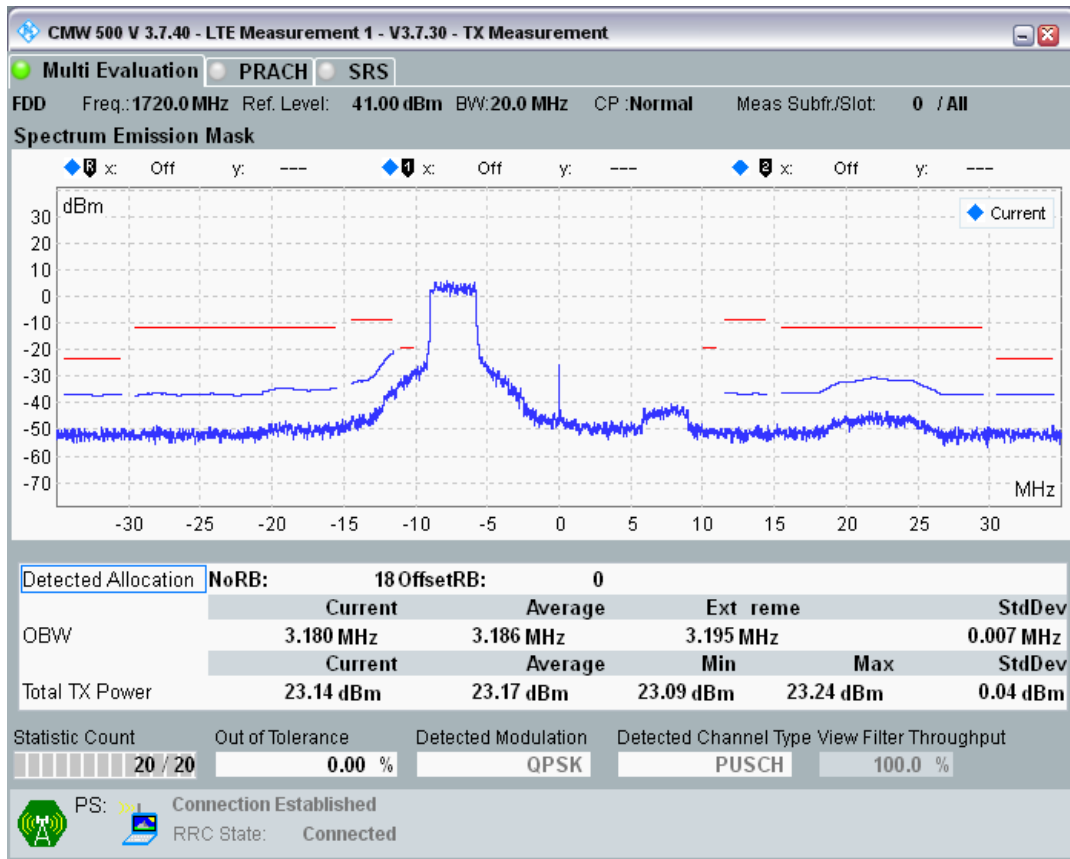 CMW 500 V 3.7.40 - LTE Measurement 1 - V3.7.30 - TX Measurement
Multi Evaluation PRACH SRS
FDD Freq.:1720.0 MHz Ref. Level: 41.00 dBm BW:20.0 MHz CP :Normal Meas Subfr./Slot: 0 / All
Spectrum Emission Mask
R x: Off y: --- 1 x: Off y: --- 2 x: Off y: ---
dBm
Current
30
20
10
0
-10
-20
-30
-40
-50
-60
-70
MHz
-30 -25 -20 -15 -10 -5 0 5 10 15 20 25 30
Detected Allocation NoRB: 18 OffsetRB: 0
Current Average Ext reme StdDev
OBW 3.180 MHz 3.186 MHz 3.195 MHz 0.007 MHz
Current Average Min Max StdDev
Total TX Power 23.14 dBm 23.17 dBm 23.09 dBm 23.24 dBm 0.04 dBm
Statistic Count Out of Tolerance Detected Modulation Detected Channel Type View Filter Throughput
20 / 20 0.00 % QPSK PUSCH 100.0 %
PS: Connection Established
RRC State: Connected